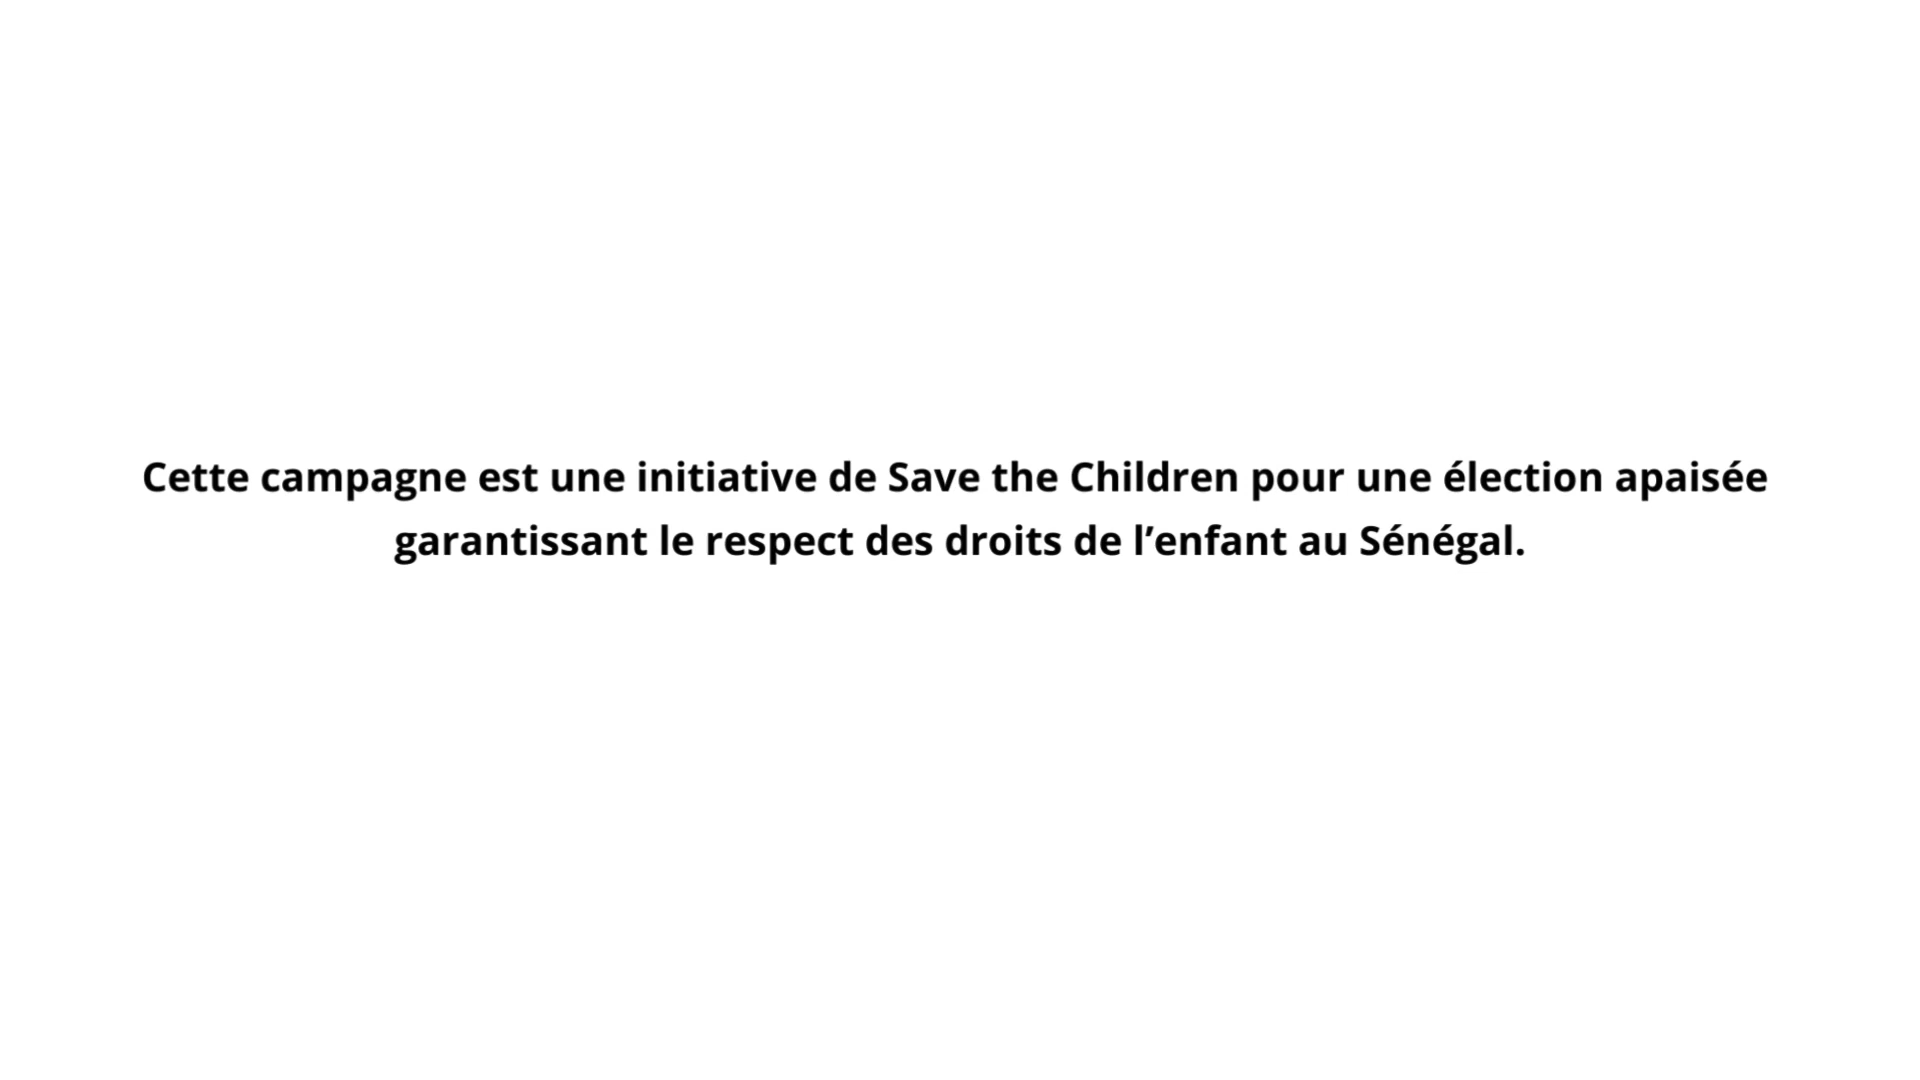 Cette campagne est une initiative de Save the Children pour une élection apaisée
garantissant le respect des droits de l’enfant au Sénégal.